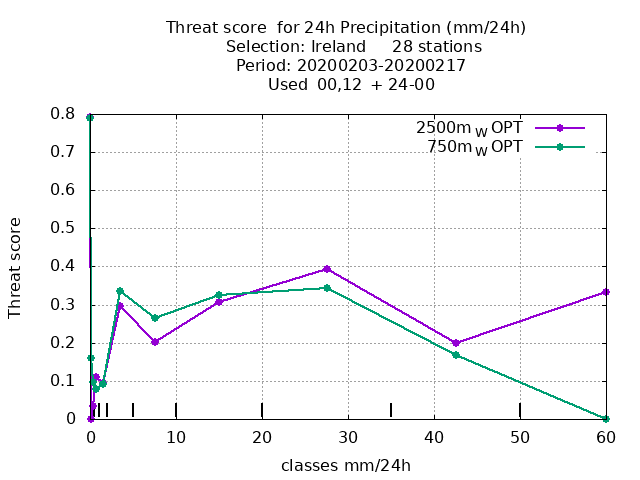 Threat score  for 24h Precipitation (mm/24h)
Selection: Ireland     28 stations
Period: 20200203-20200217
Used  00,12  + 24-00
2500m W OPT
750m W OPT
0.8
0.7
0.6
0.5
0.4
0.3
0.2
0.1
0
Threat score
0 10 20 30 40 50 60
classes mm/24h